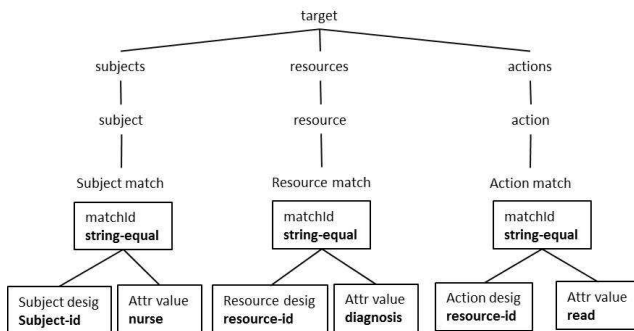 target
subjects resources actions
subject resource action
Subject match Resource match Action match
matchId matchId matchId
string-equal string-equal string-equal
Subject desig Attr value Resource desig Attr value Action desig Attr value
Subject-id nurse resource-id diagnosis resource-id read